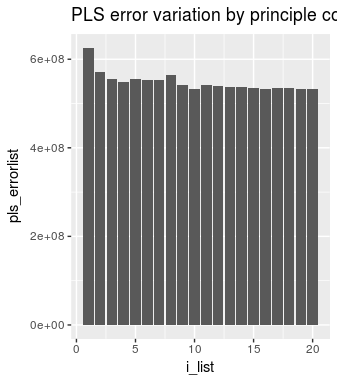 PLS error variation by principle co
6e+08
4e+08
2e+08
0e+00
pls_errorlist
0 5 10 15 20
i_list